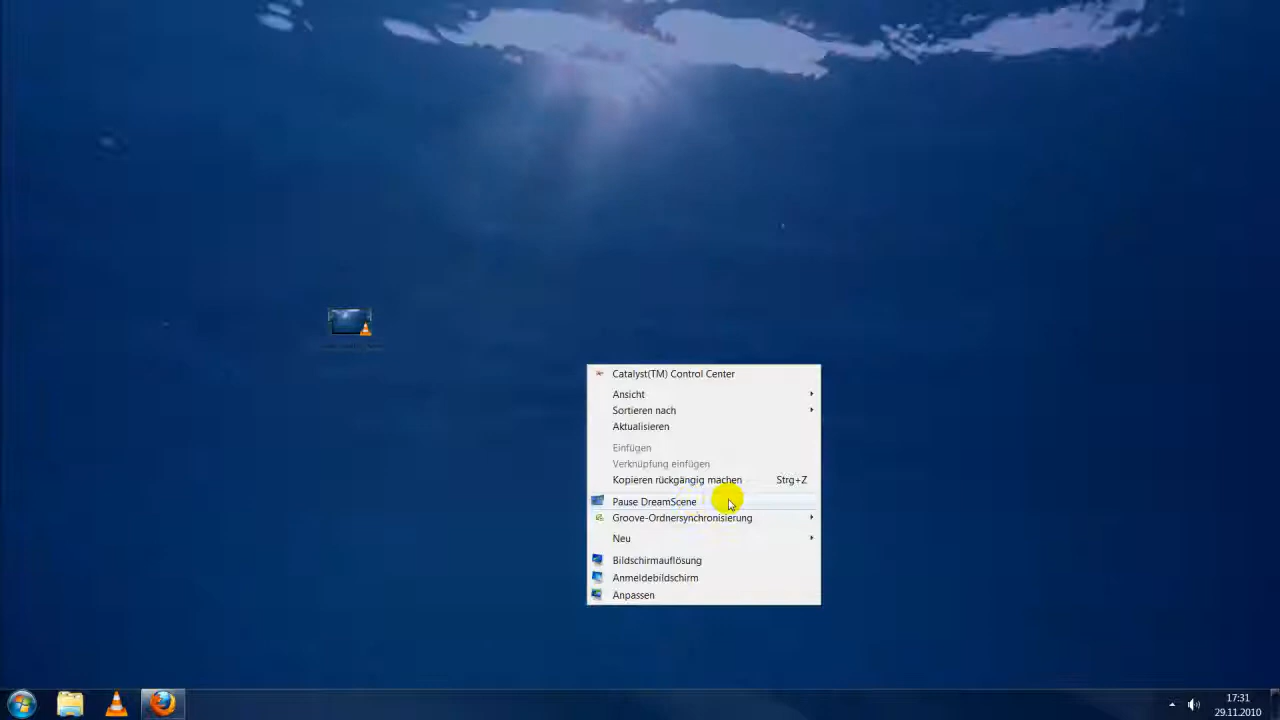 Catalyst(TM) Control Center
Ansicht
Sortieren nach
Aktualisieren
Einfügen
Verknüpfung einfügen
Kopieren rückgängig machen Strg+Z
Pause DreamScene
Groove-Ordnersynchronisierung
Neu
Bildschirmauflösung
Anmeldebildschirm
Anpassen
17:31
29.11.2010